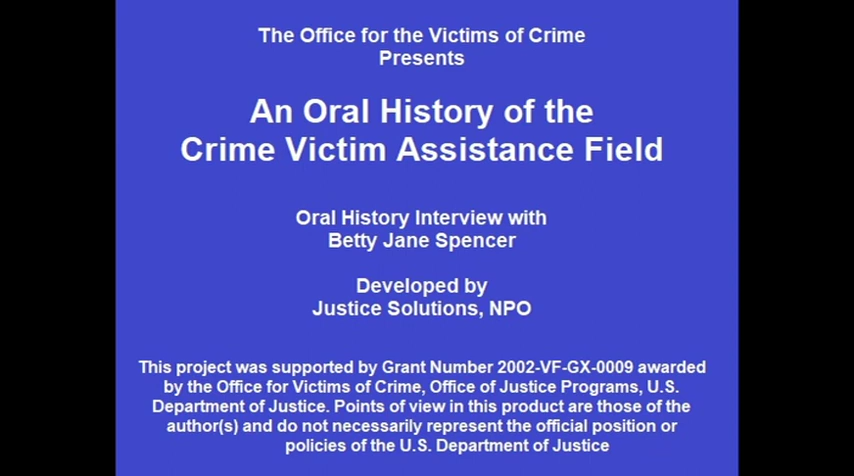 The Office for the Victims of Crime
Presents
An Oral History of the
Crime Victim Assistance Field
Oral History Interview with
Betty Jane Spencer
Developed by
Justice Solutions, NPO
This project was supported by Grant Number 2002-VF-GX-0009 awarded
by the Office for Victims of Crime, Office of Justice Programs, U.S.
Department of Justice. Points of view in this product are those of the
author(s) and do not necessarily represent the official position or
policies of the U.S. Department of Justice